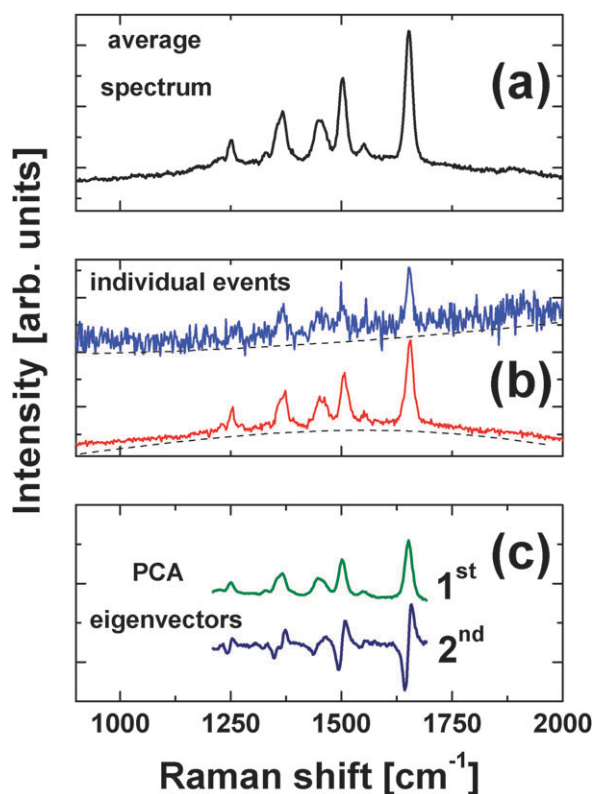 average
spectrum
(a)
individual events
(b)
(c)
PCA
eigenvectors
1st
2nd
1000 1250 1500 1750 2000
Raman shift [cm-1]
Intensity [arb. units]